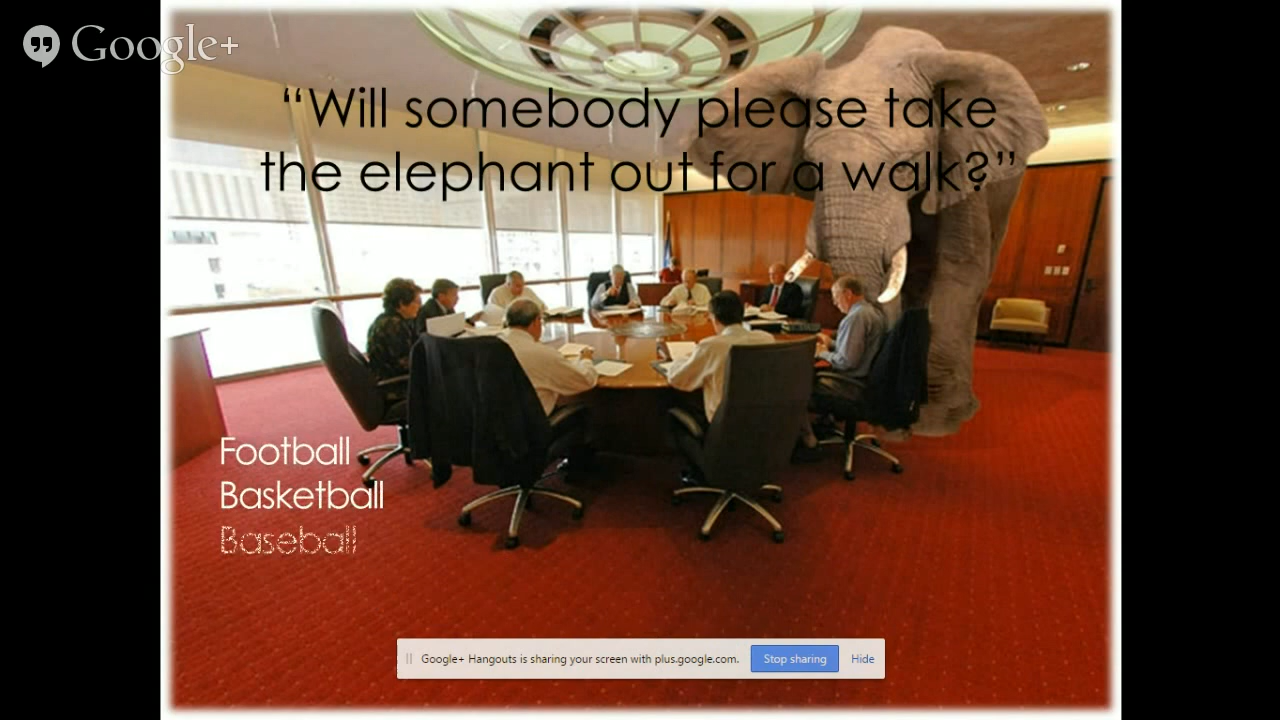 Google+
“Will somebody please take
the elephant out for a walk?”
Football
Basketball
Baseball
Google+ Hangouts is sharing your screen with plus.google.com.
Stop sharing
Hide